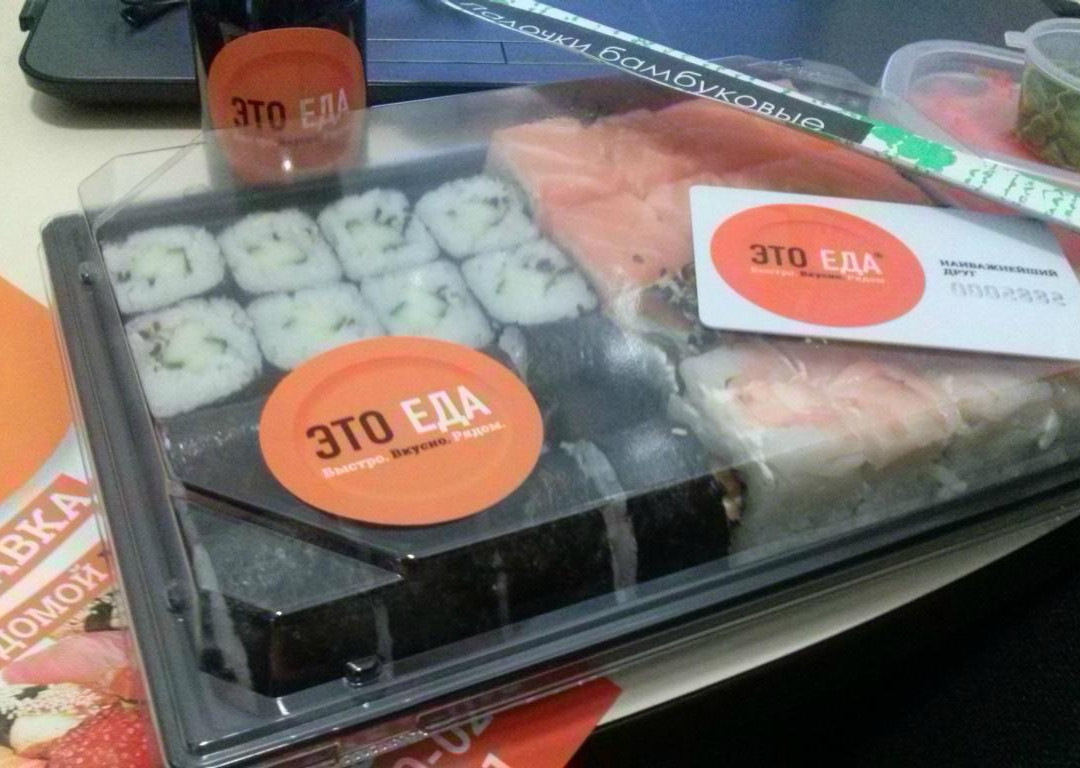 ЭТО ЕДА
палочки бамбуковые
ЭТО ЕДА
Быстро. Вкусно. Рядом.
НАИВАЖНЕЙШИЙ
ДРУГ
ЭТО ЕДА
Быстро. Вкусно. Рядом.
АВКА
ДОМОЙ